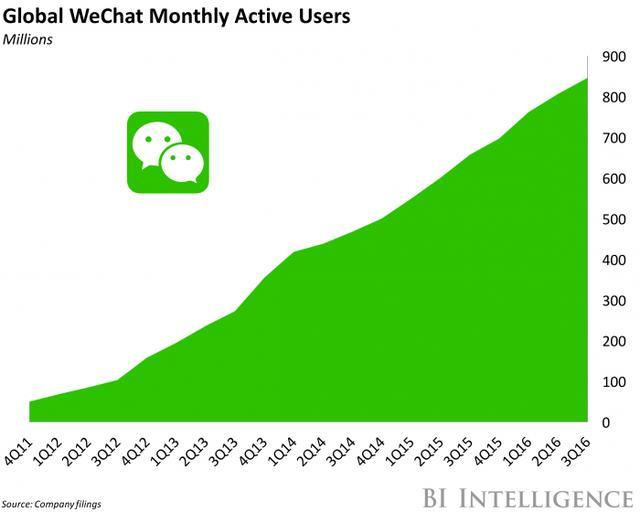 Global WeChat Monthly Active Users
Millions
900
800
700
600
500
400
300
200
100
0
4Q11 1Q12 2Q12 3Q12 4Q12 1Q13 2Q13 3Q13 4Q13 1Q14 2Q14 3Q14 4Q14 1Q15 2Q15 3Q15 4Q15 1Q16 2Q16 3Q16
Source: Company filings
BI INTELLIGENCE